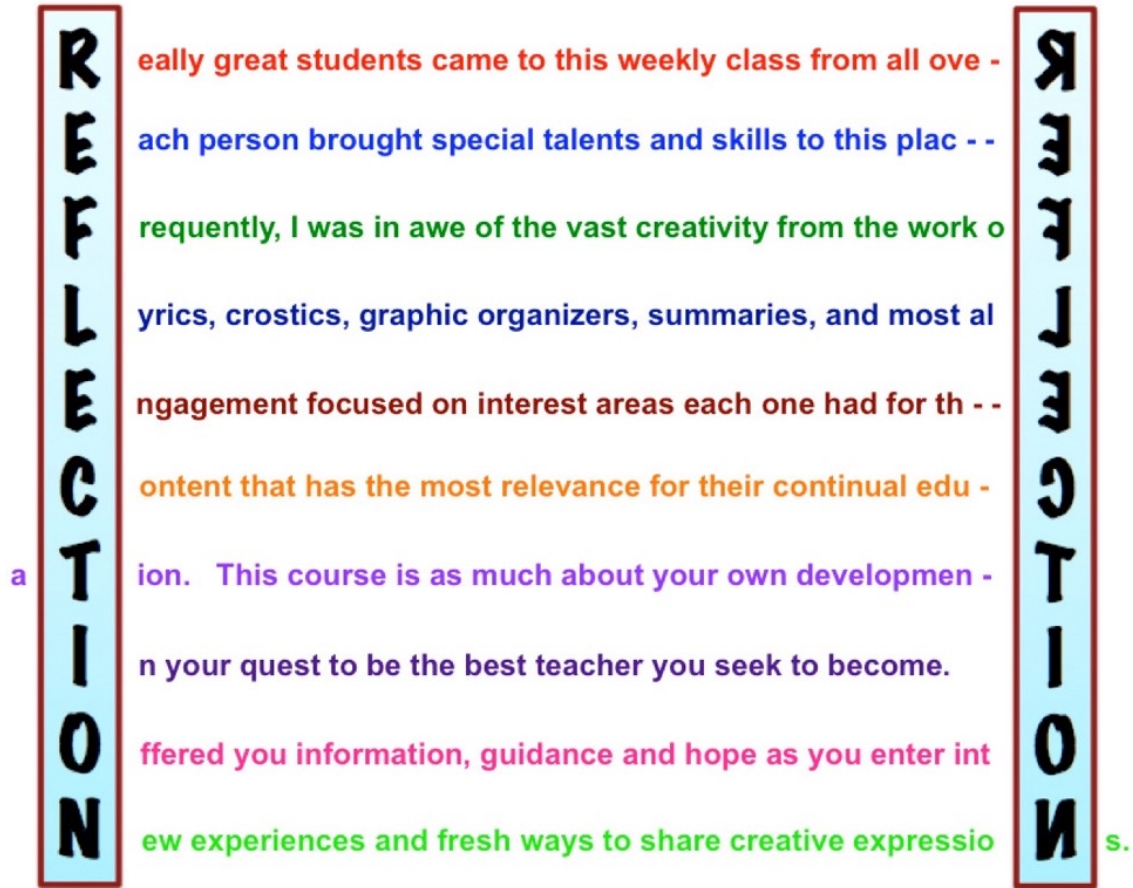 R eally great students came to this weekly class from all ove - R
E ach person brought special talents and skills to this plac - - E
F requently, I was in awe of the vast creativity from the work o F
L yrics, crostics, graphic organizers, summaries, and most al L
E ngagement focused on interest areas each one had for th - - E
C ontent that has the most relevance for their continual edu - C
a T ion. This course is as much about your own developmen - T
I n your quest to be the best teacher you seek to become. I
O ffered you information, guidance and hope as you enter int O
N ew experiences and fresh ways to share creative expressio N s.